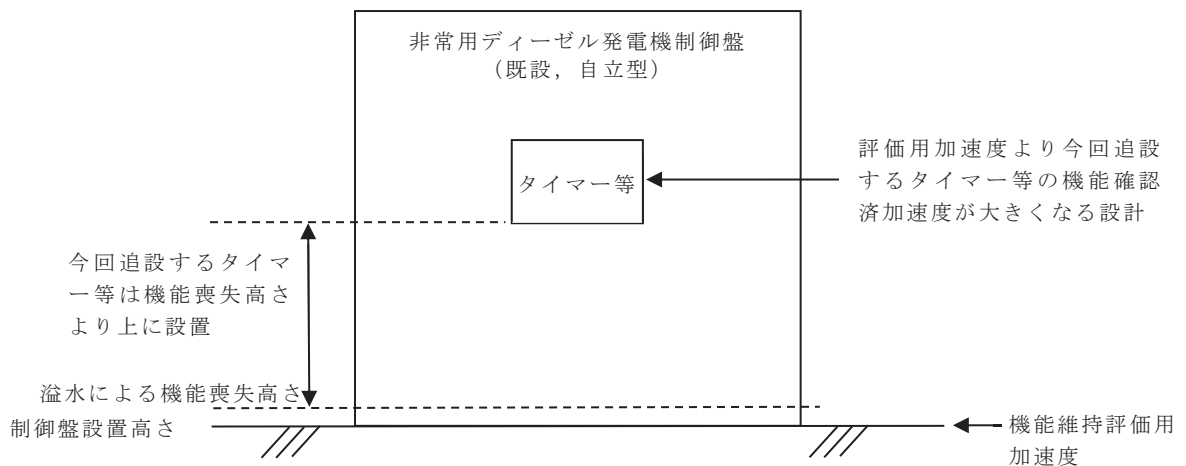 非常用ディーゼル発電機制御盤
（既設，自立型）
タイマー等
評価用加速度より今回追設
するタイマー等の機能確認
済加速度が大きくなる設計
今回追設するタイマ
ー等は機能喪失高さ
より上に設置
溢水による機能喪失高さ
制御盤設置高さ
機能維持評価用
加速度